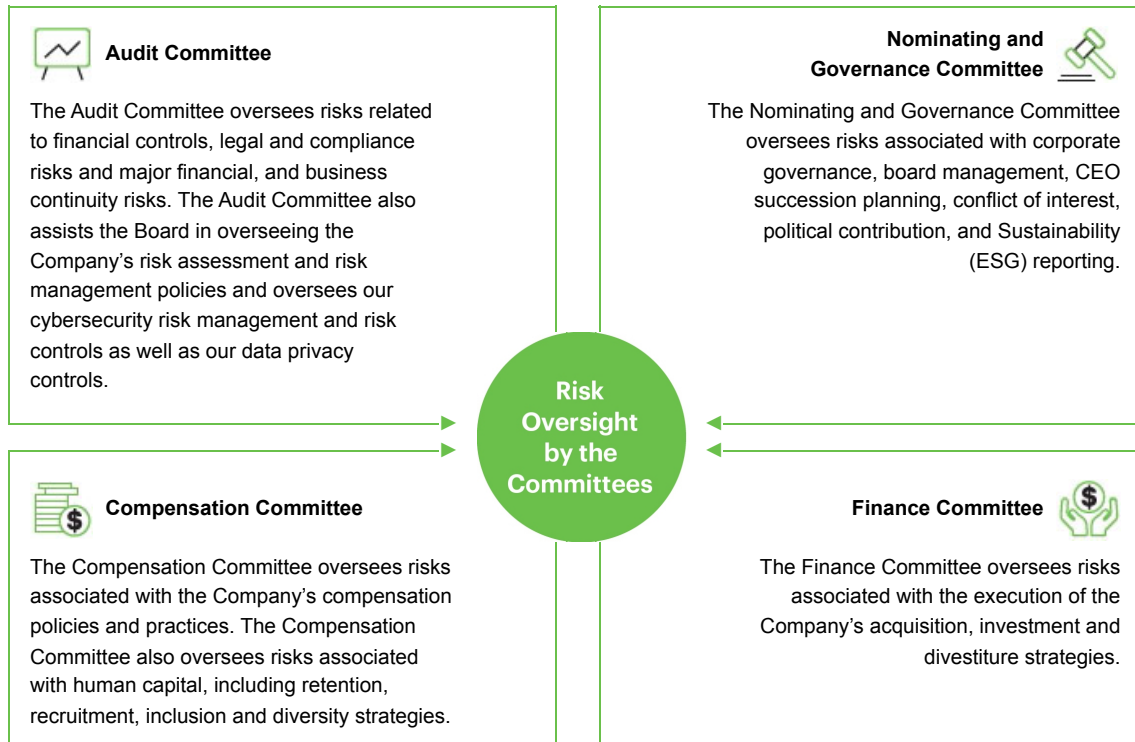 Audit Committee
The Audit Committee oversees risks related
to financial controls, legal and compliance
risks and major financial, and business
continuity risks. The Audit Committee also
assists the Board in overseeing the
Company’s risk assessment and risk
management policies and oversees our
cybersecurity risk management and risk
controls as well as our data privacy
controls.
Nominating and
Governance Committee
The Nominating and Governance Committee
oversees risks associated with corporate
governance, board management, CEO
succession planning, conflict of interest,
political contribution, and Sustainability
(ESG) reporting.
Risk
Oversight
by the
Committees
$
Compensation Committee
The Compensation Committee oversees risks
associated with the Company’s compensation
policies and practices. The Compensation
Committee also oversees risks associated
with human capital, including retention,
recruitment, inclusion and diversity strategies.
Finance Committee
$
The Finance Committee oversees risks
associated with the execution of the
Company’s acquisition, investment and
divestiture strategies.